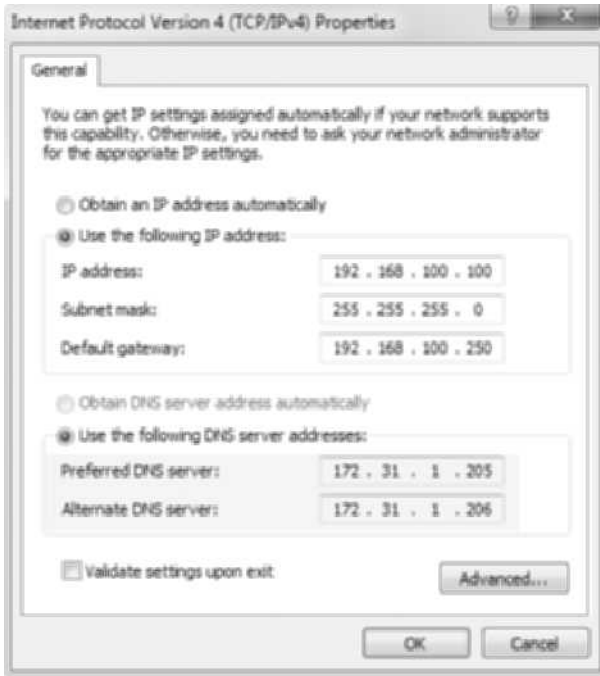 Internet Protocol Version 4 (TCP/IPv4) Properties
? X
General
You can get IP settings assigned automatically if your network supports
this capability. Otherwise, you need to ask your network administrator
for the appropriate IP settings.
Obtain an IP address automatically
Use the following IP address:
IP address: 192 . 168 . 100 . 100
Subnet mask: 255 . 255 . 255 . 0
Default gateway: 192 . 168 . 100 . 250
Obtain DNS server address automatically
Use the following DNS server addresses:
Preferred DNS server: 172 . 31 . 1 . 205
Alternate DNS server: 172 . 31 . 1 . 206
Validate settings upon exit
Advanced...
OK Cancel